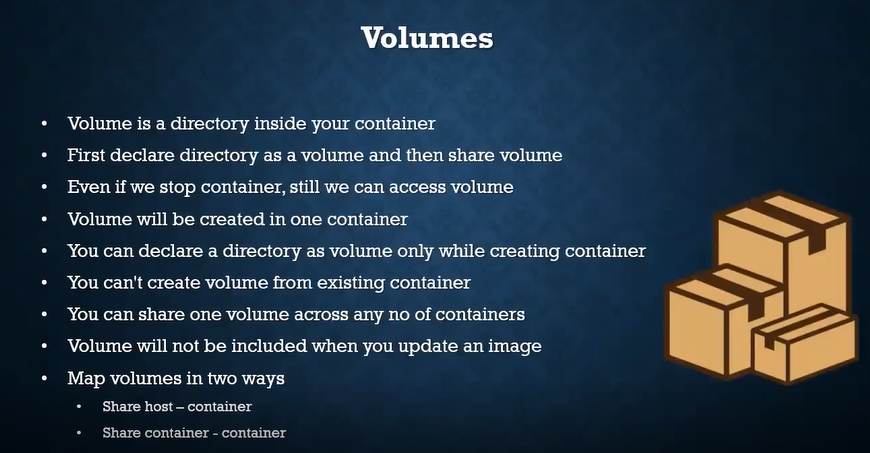 Volumes
• Volume is a directory inside your container
• First declare directory as a volume and then share volume
• Even if we stop container, still we can access volume
• Volume will be created in one container
• You can declare a directory as volume only while creating container
• You can't create volume from existing container
• You can share one volume across any no of containers
• Volume will not be included when you update an image
• Map volumes in two ways
• Share host – container
• Share container - container